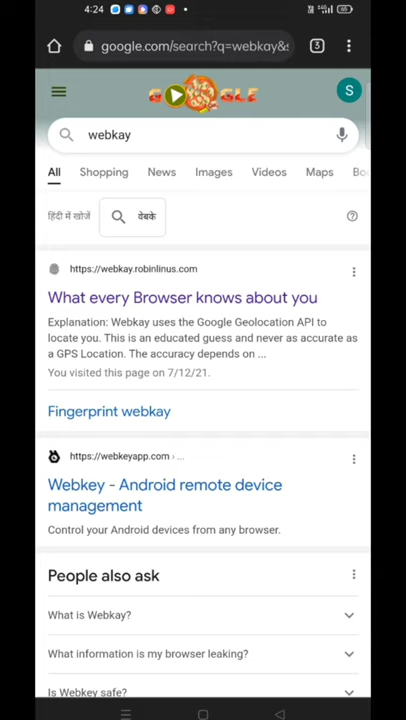 4:24
google.com/search?q=webkay&s
3
GOOGLE
S
webkay
All Shopping News Images Videos Maps Bo
हिंदी में खोजें वेबके
https://webkay.robinlinus.com
What every Browser knows about you
Explanation: Webkay uses the Google Geolocation API to
locate you. This is an educated guess and never as accurate as
a GPS Location. The accuracy depends on ...
You visited this page on 7/12/21.
Fingerprint webkay
https://webkeyapp.com › ...
Webkey - Android remote device
management
Control your Android devices from any browser.
People also ask
What is Webkay?
What information is my browser leaking?
Is Webkey safe?